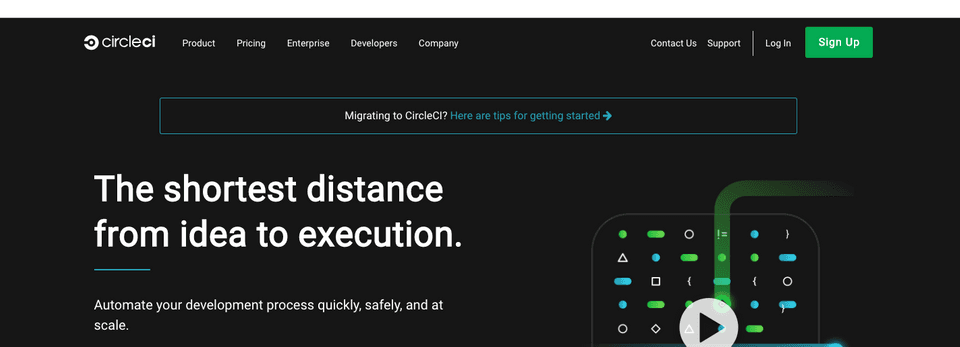 circleci Product Pricing Enterprise Developers Company Contact Us Support Log In Sign Up
Migrating to CircleCI? Here are tips for getting started →
The shortest distance
from idea to execution.
Automate your development process quickly, safely, and at
scale.
!= }
{ {
}
{